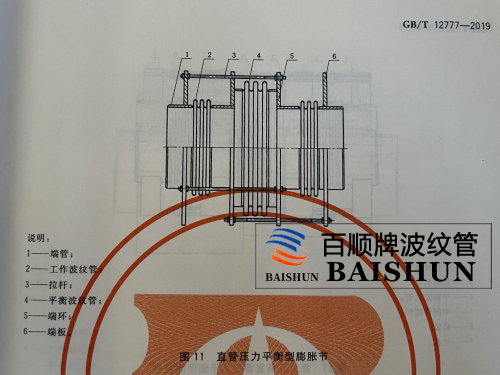 GB/T 12777—2019
1 2 3 4 5 6
说明:
1——端管;
2——工作波纹管;
3——拉杆;
4——平衡波纹管;
5——端环;
6——端板。
百顺牌波纹管
BAISHUN BAISHUN
图 11 直管压力平衡型膨胀节